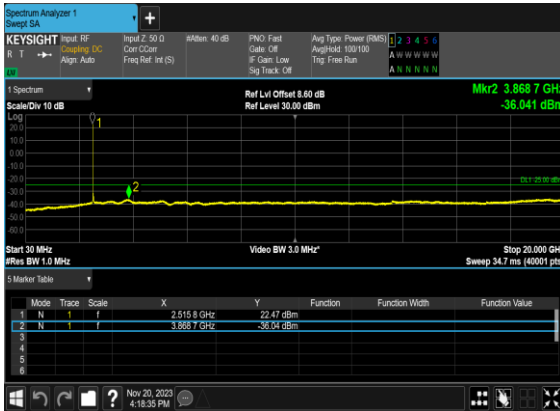 Spectrum Analyzer 1
Swept SA
KEYSIGHT Input: RF Input Z: 50 Ω #Atten: 40 dB PNO: Fast Avg Type: Power (RMS) 1 2 3 4 5 6
R T Coupling: DC Corr CCorr Gate: Off Avg|Hold: 100/100 A W W W W W
Align: Auto Freq Ref: Int (S) IF Gain: Low Trig: Free Run
Sig Track: Off A N N N N N
1 Spectrum Ref Lvl Offset 8.60 dB Mkr2 3.868 7 GHz
Scale/Div 10 dB Ref Level 30.00 dBm -36.041 dBm
Log
1
20.0
10.0
0.00
-10.0
-20.0
DL1 -25.00 dBm
-30.0
2
-40.0
-50.0
-60.0
Start 30 MHz Video BW 3.0 MHz* Stop 20.000 GHz
#Res BW 1.0 MHz Sweep 34.7 ms (40001 pts)
5 Marker Table
Mode Trace Scale X Y Function Function Width Function Value
1 N 1 f 2.515 8 GHz 22.47 dBm
2 N 1 f 3.868 7 GHz -36.04 dBm
3
4
5
6
Nov 20, 2023
4:18:35 PM